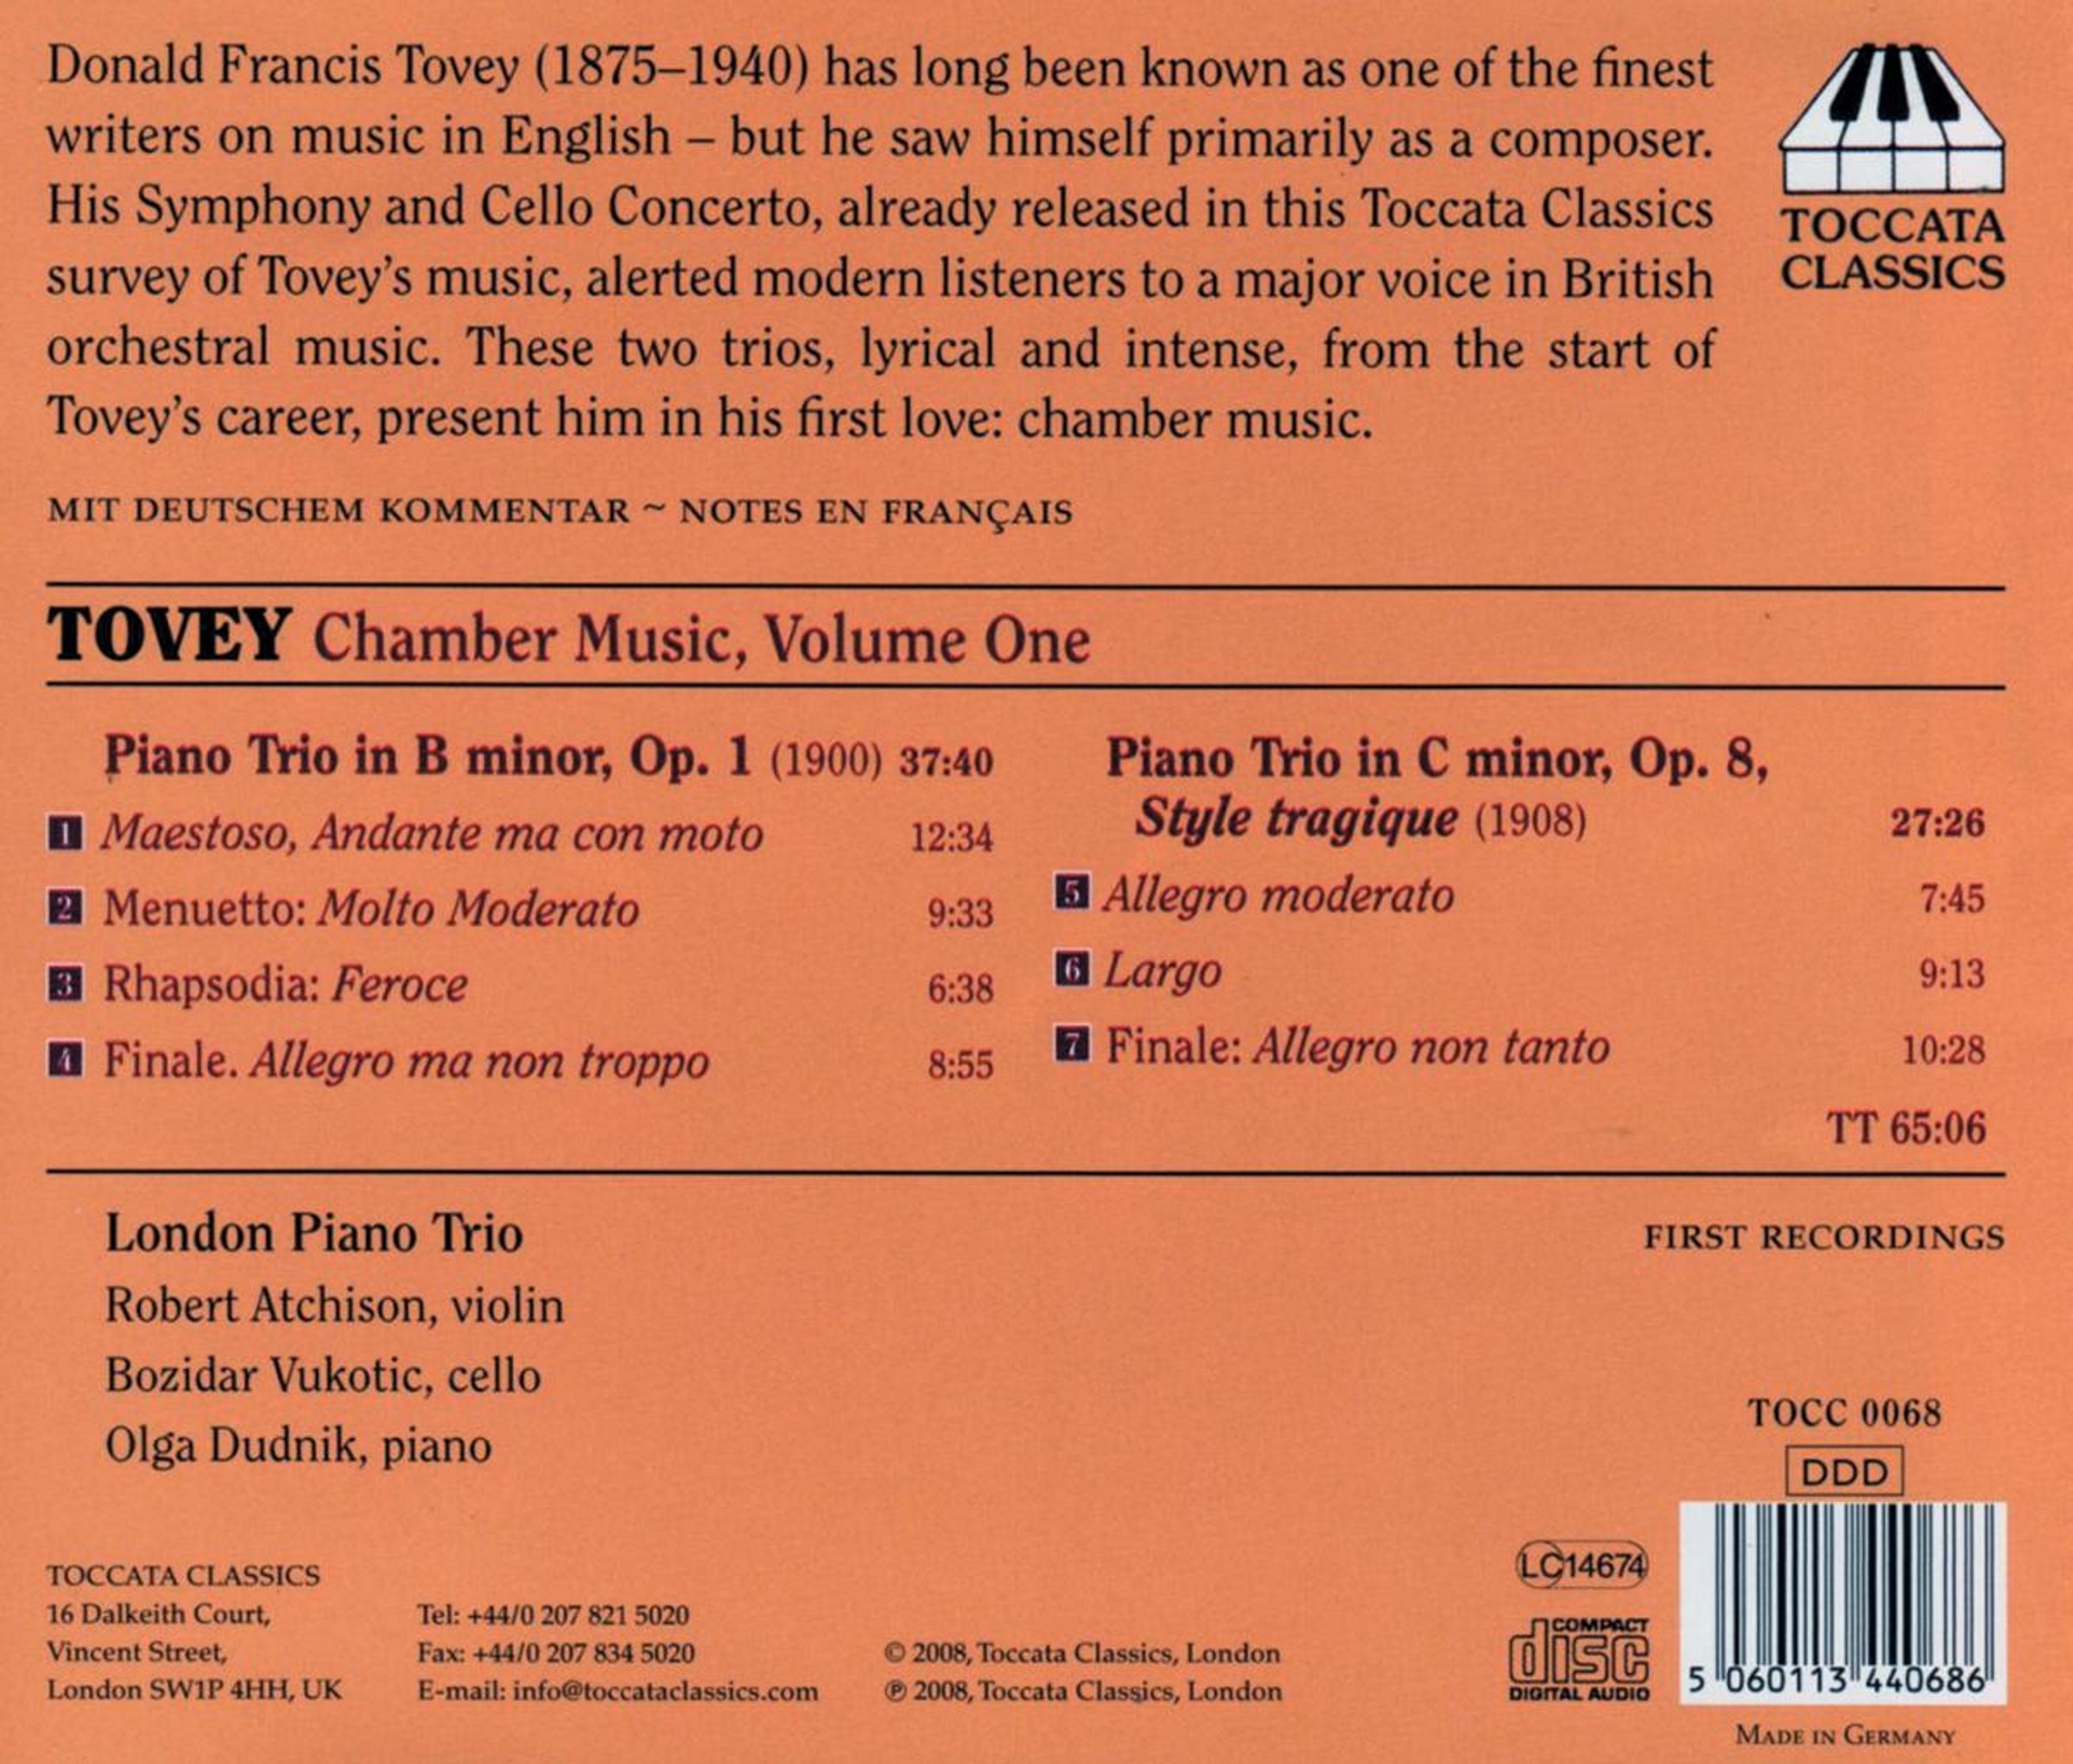 Donald Francis Tovey (1875–1940) has long been known as one of the finest
writers on music in English – but he saw himself primarily as a composer.
His Symphony and Cello Concerto, already released in this Toccata Classics
survey of Tovey's music, alerted modern listeners to a major voice in British
orchestral music. These two trios, lyrical and intense, from the start of
Tovey's career, present him in his first love: chamber music.
TOCCATA
CLASSICS
MIT DEUTSCHEM KOMMENTAR ~ NOTES EN FRANÇAIS
TOVEY Chamber Music, Volume One
Piano Trio in B minor, Op. 1 (1900) 37:40
1 Maestoso, Andante ma con moto 12:34
2 Menuetto: Molto Moderato 9:33
3 Rhapsodia: Feroce 6:38
4 Finale. Allegro ma non troppo 8:55
Piano Trio in C minor, Op. 8,
Style tragique (1908) 27:26
5 Allegro moderato 7:45
6 Largo 9:13
7 Finale: Allegro non tanto 10:28
TT 65:06
London Piano Trio
Robert Atchison, violin
Bozidar Vukotic, cello
Olga Dudnik, piano
FIRST RECORDINGS
TOCC 0068
DDD
TOCCATA CLASSICS
16 Dalkeith Court,
Vincent Street,
London SW1P 4HH, UK
Tel: +44/0 207 821 5020
Fax: +44/0 207 834 5020
E-mail: info@toccataclassics.com
© 2008, Toccata Classics, London
℗ 2008, Toccata Classics, London
LC 14674
COMPACT
disc
DIGITAL AUDIO
5 060113 440686
MADE IN GERMANY